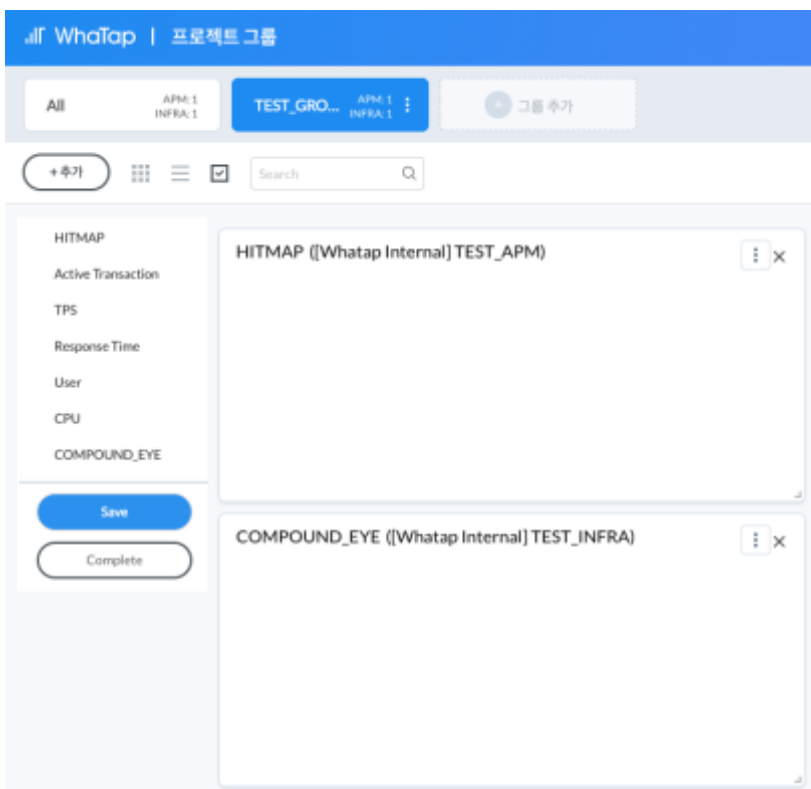 WhaTap | 프로젝트 그룹
All APM: 1 INFRA: 1
TEST_GRO... APM: 1 INFRA: 1
+ 그룹 추가
+ 추가
Search
HITMAP
Active Transaction
TPS
Response Time
User
CPU
COMPOUND_EYE
Save
Complete
HITMAP ([Whatap Internal] TEST_APM)
COMPOUND_EYE ([Whatap Internal] TEST_INFRA)